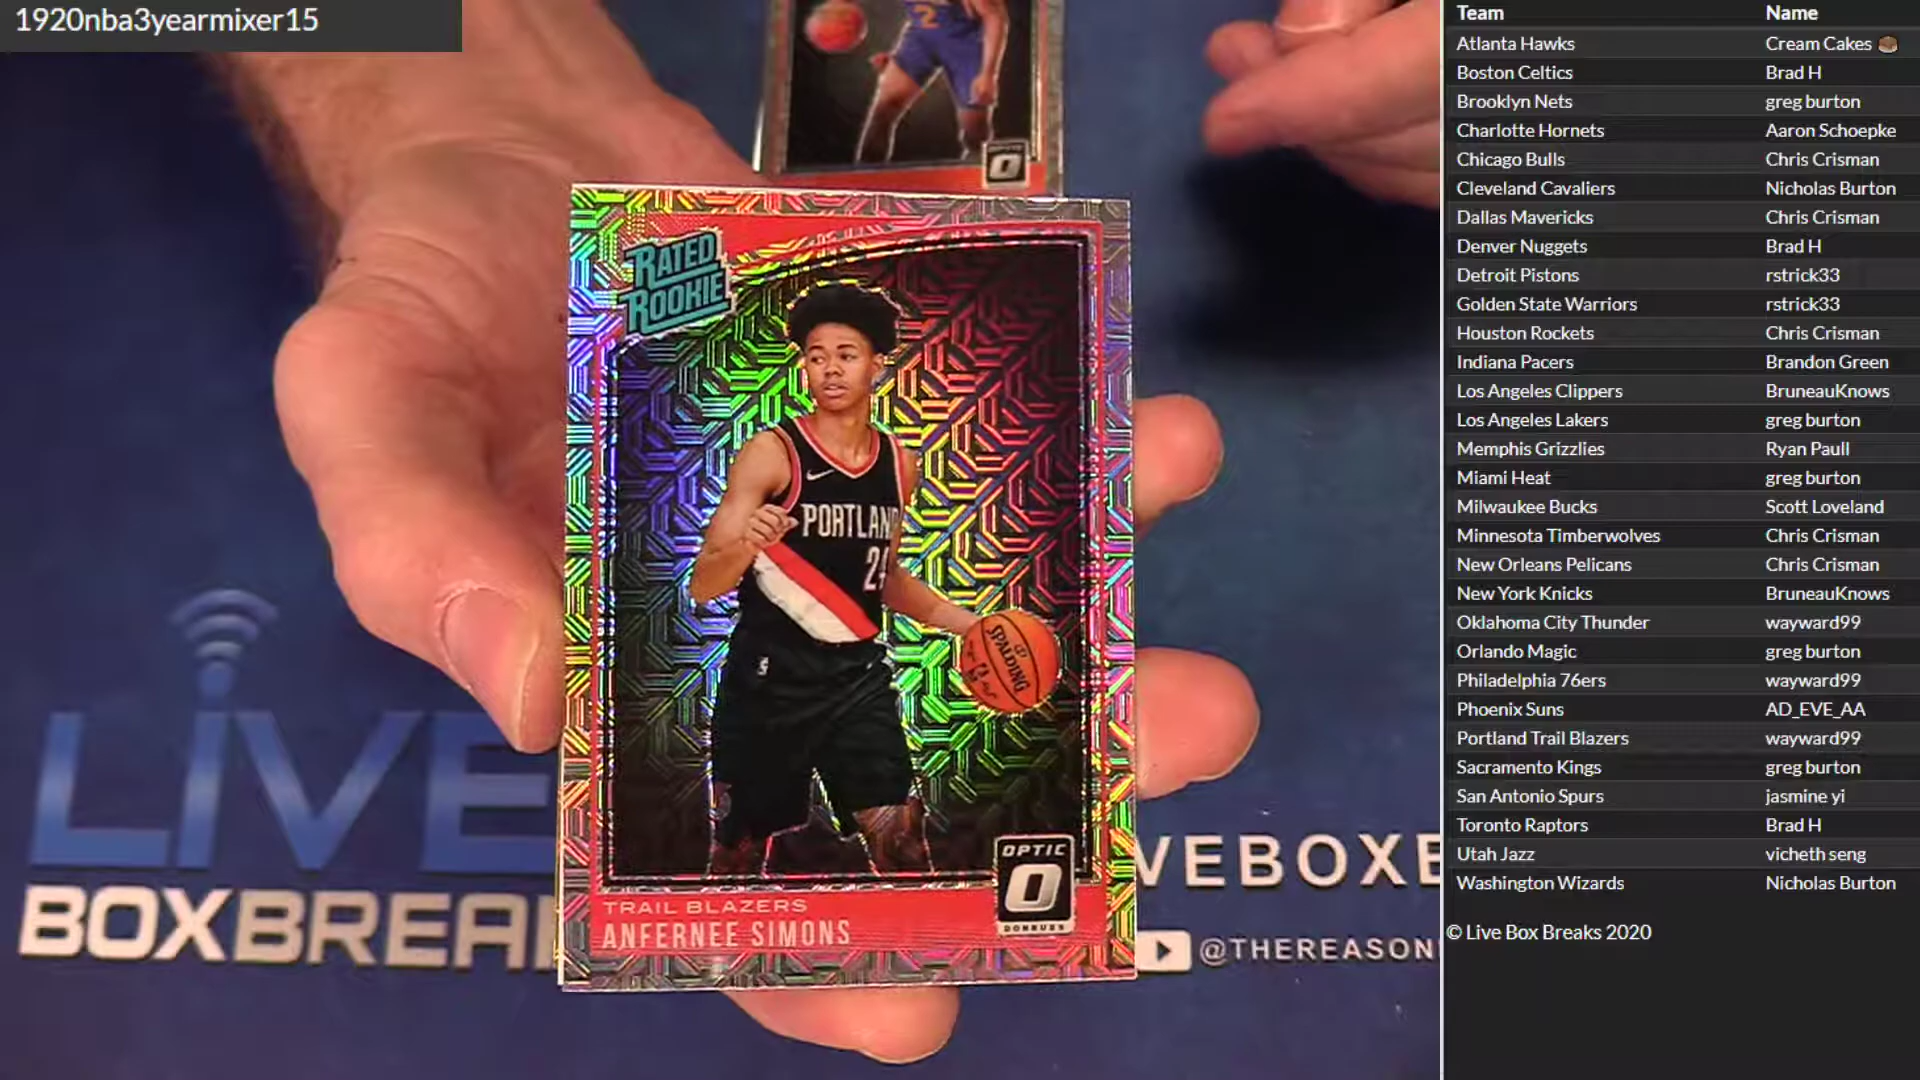 1920nba3yearmixer15
Team Name
Atlanta Hawks Cream Cakes
Boston Celtics Brad H
Brooklyn Nets greg burton
Charlotte Hornets Aaron Schoepke
Chicago Bulls Chris Crisman
Cleveland Cavaliers Nicholas Burton
Dallas Mavericks Chris Crisman
Denver Nuggets Brad H
Detroit Pistons rstrick33
Golden State Warriors rstrick33
Houston Rockets Chris Crisman
Indiana Pacers Brandon Green
Los Angeles Clippers BruneauKnows
Los Angeles Lakers greg burton
Memphis Grizzlies Ryan Paull
Miami Heat greg burton
Milwaukee Bucks Scott Loveland
Minnesota Timberwolves Chris Crisman
New Orleans Pelicans Chris Crisman
New York Knicks BruneauKnows
Oklahoma City Thunder wayward99
Orlando Magic greg burton
Philadelphia 76ers wayward99
Phoenix Suns AD_EVE_AA
Portland Trail Blazers wayward99
Sacramento Kings greg burton
San Antonio Spurs jasmine yi
Toronto Raptors Brad H
Utah Jazz vicheth seng
Washington Wizards Nicholas Burton
© Live Box Breaks 2020
RATED
ROOKIE
PORTLAND
SPALDING
OPTIC
DONRUSS
TRAIL BLAZERS
ANFERNEE SIMONS
LIVE
BOXBREA
VEBOXB
@THEREASON